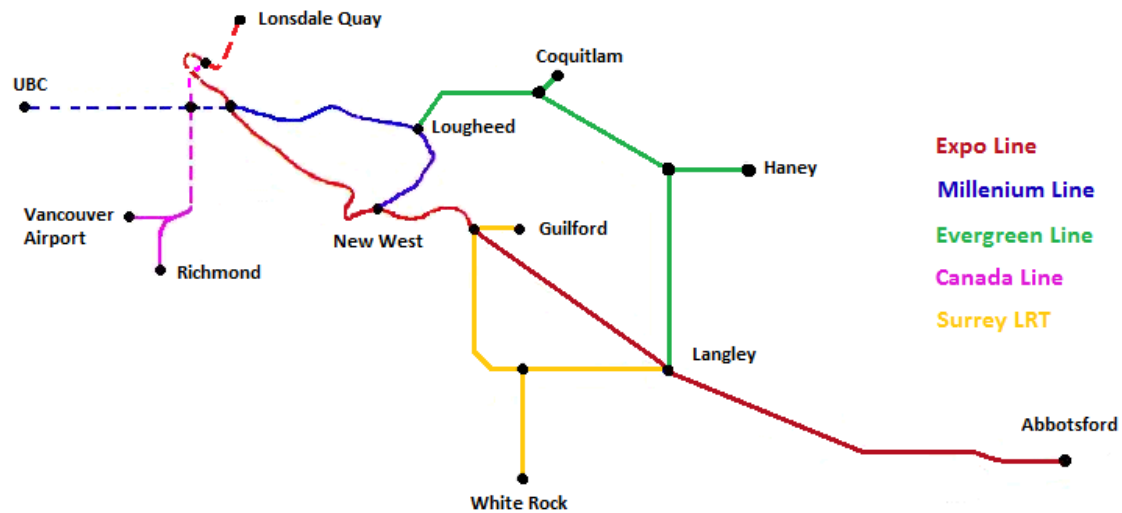 Lonsdale Quay
Coquitlam
UBC
Lougheed
Expo Line
Haney
Millenium Line
Vancouver
Airport
New West
Guilford
Evergreen Line
Richmond
Canada Line
Surrey LRT
Langley
Abbotsford
White Rock